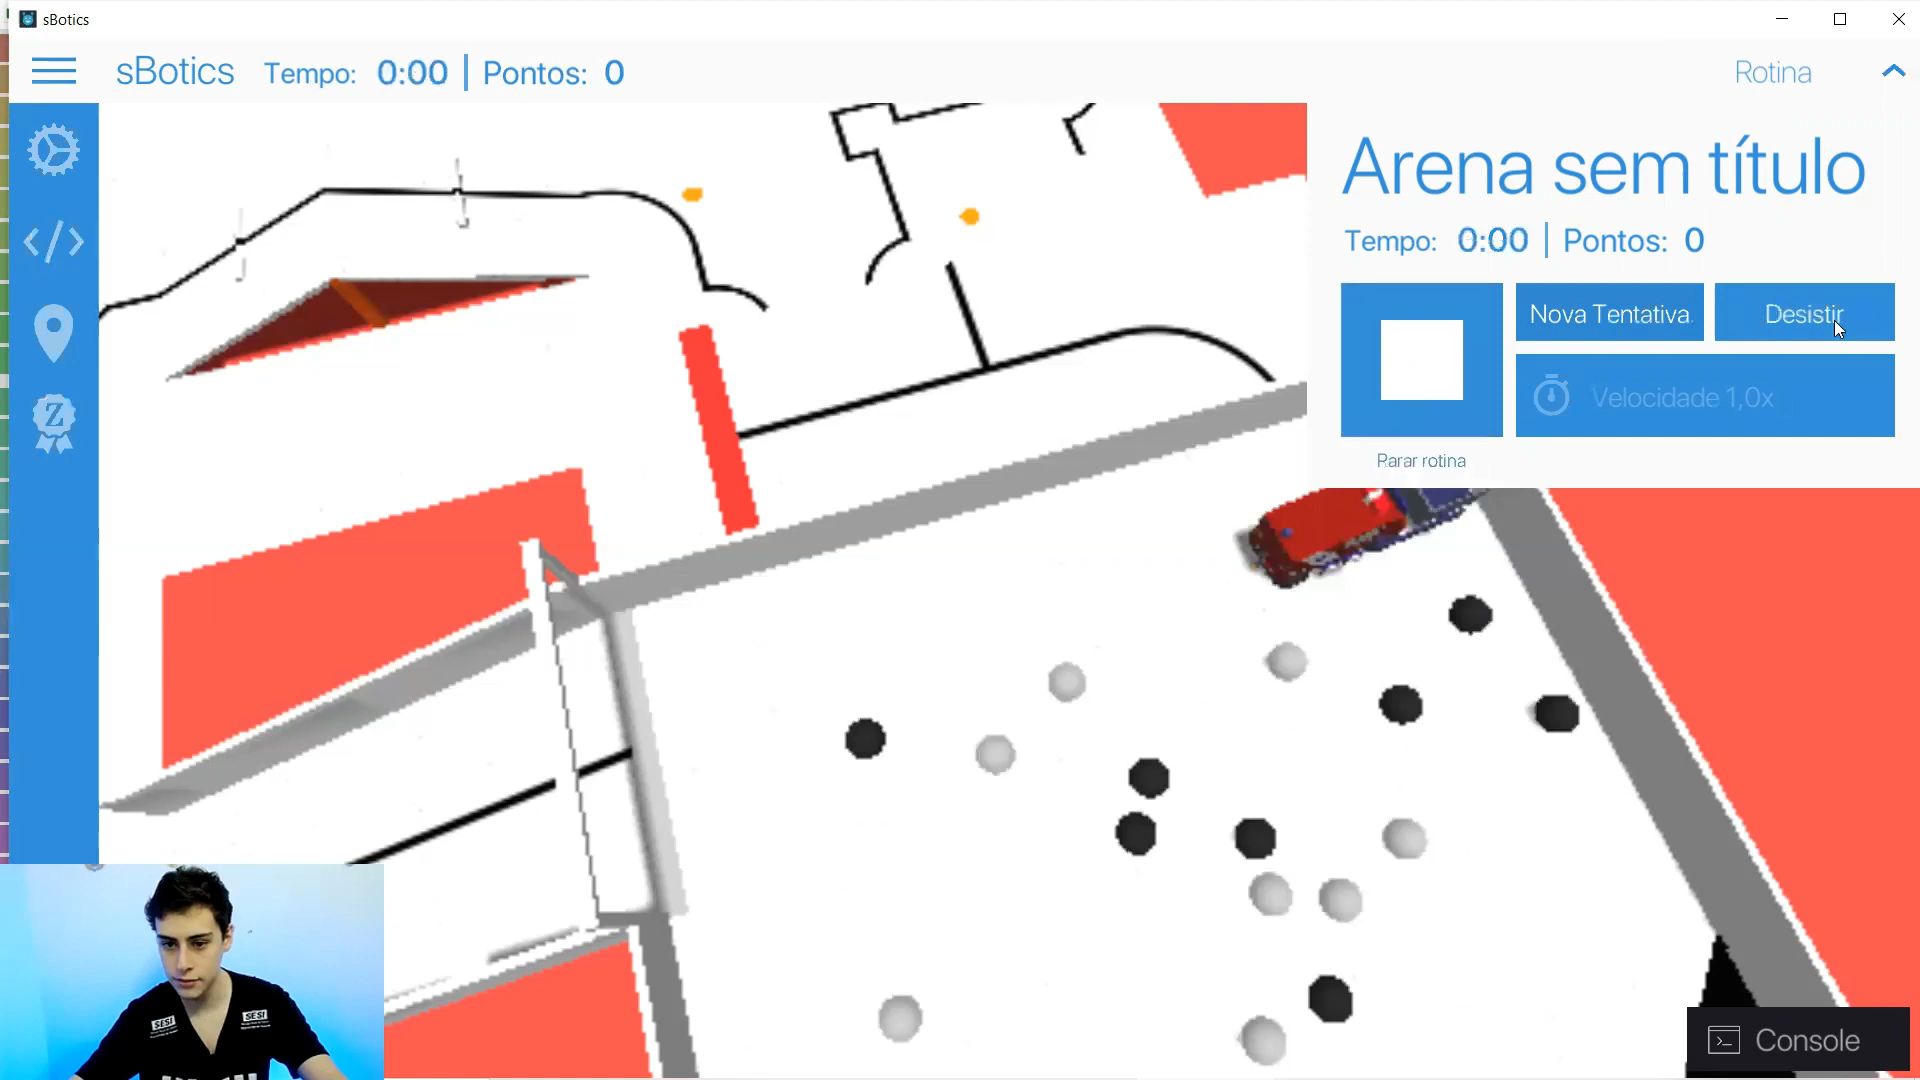 sBotics
sBotics Tempo: 0:00 | Pontos: 0
Rotina
Arena sem título
Tempo: 0:00 | Pontos: 0
Nova Tentativa
Desistir
Velocidade 1,0x
Parar rotina
Z
SESI
SESI
Console